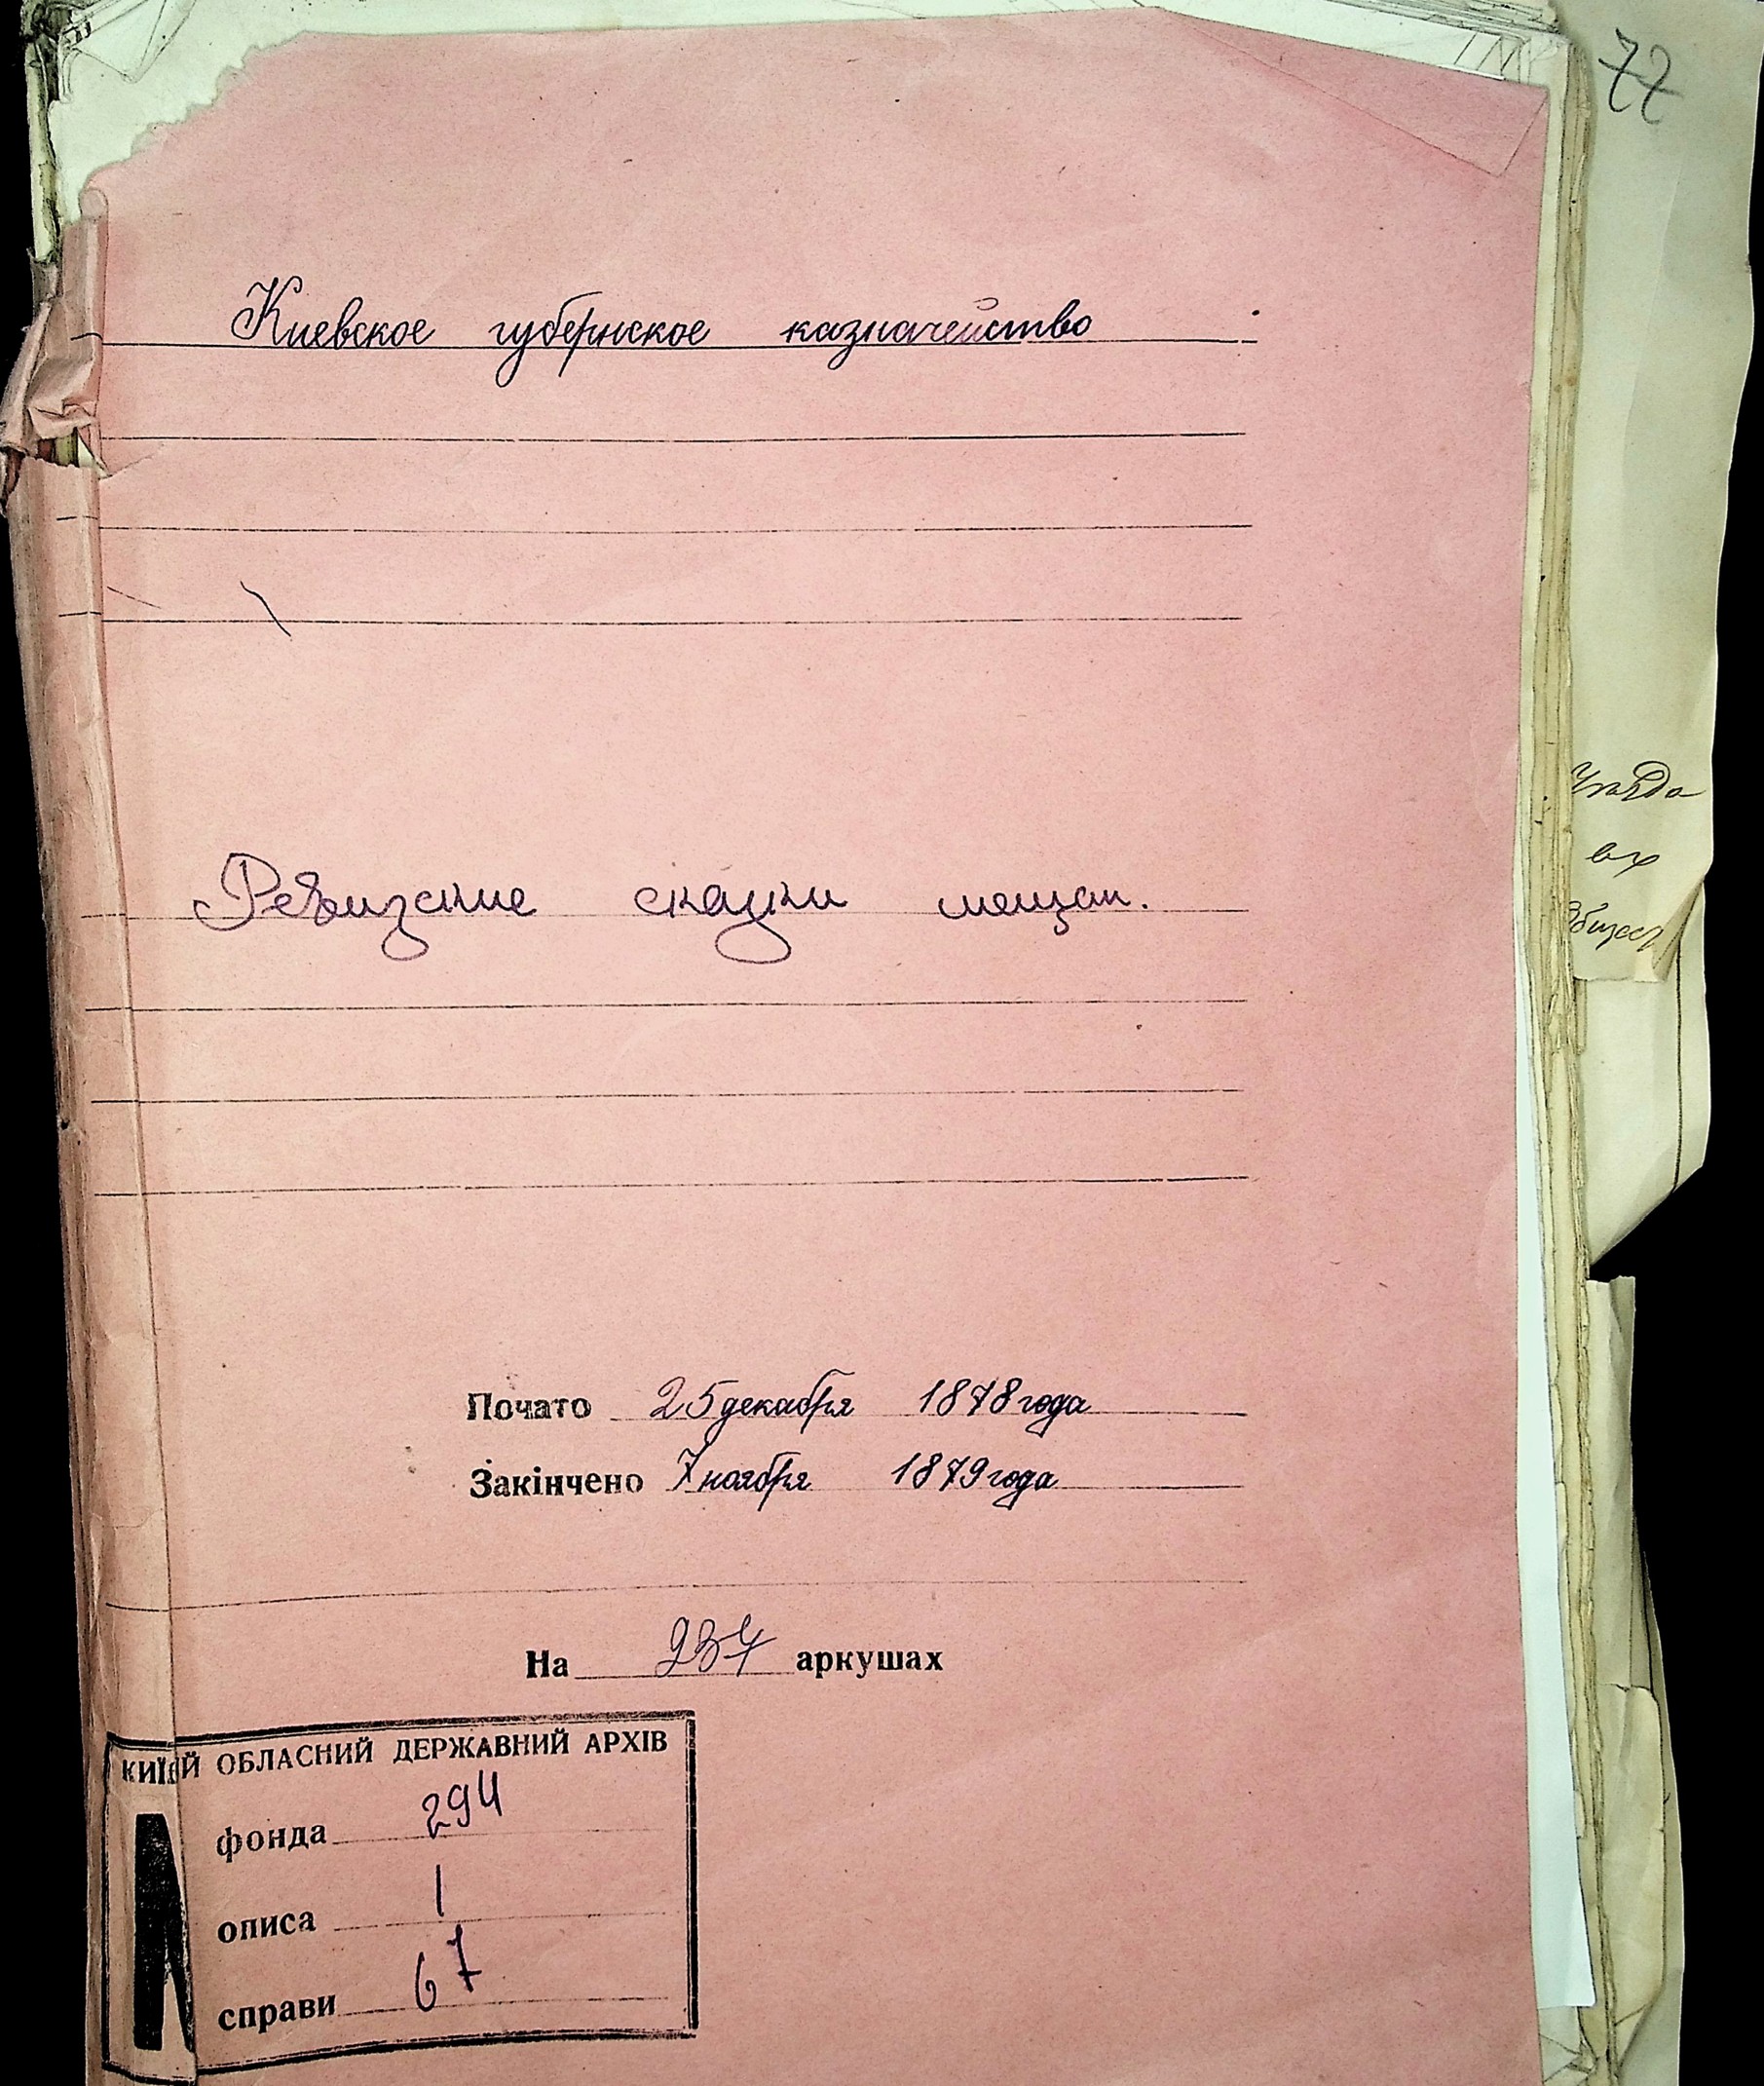 77
Киевское губернское казначейство
Ревизские сказки мещан.
Почато 25 декабря 1878 года
Закінчено 7 ноября 1879 года
На 237 аркушах
ОБЛАСНИЙ ДЕРЖАВНИЙ АРХІВ
фонда 294
описа 1
справи 67